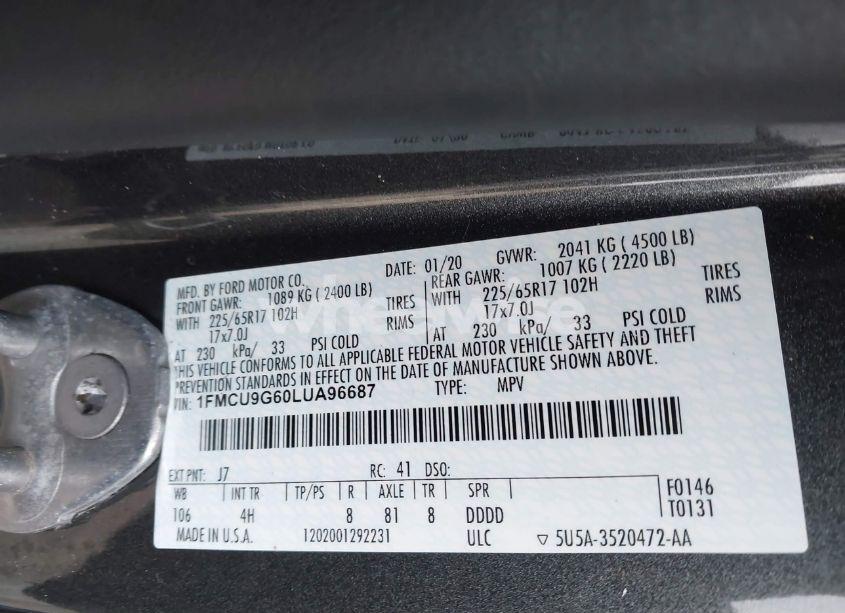 MFD. BY FORD MOTOR CO. DATE: 01/20 GVWR: 2041 KG ( 4500 LB)
FRONT GAWR: 1089 KG ( 2400 LB) REAR GAWR: 1007 KG ( 2220 LB)
WITH 225/65R17 102H TIRES WITH 225/65R17 102H TIRES
17x7.0J RIMS 17x7.0J RIMS
AT 230 kPa/ 33 PSI COLD AT 230 kPa/ 33 PSI COLD
THIS VEHICLE CONFORMS TO ALL APPLICABLE FEDERAL MOTOR VEHICLE SAFETY AND THEFT
PREVENTION STANDARDS IN EFFECT ON THE DATE OF MANUFACTURE SHOWN ABOVE.
VIN: 1FMCU9G60LUA96687 TYPE: MPV
EXT PNT: J7 RC: 41 DSO:
WB INT TR TP/PS R AXLE TR SPR F0146
106 4H 8 81 8 DDDD T0131
MADE IN U.S.A. 1202001292231 ULC ▽ 5U5A-3520472-AA